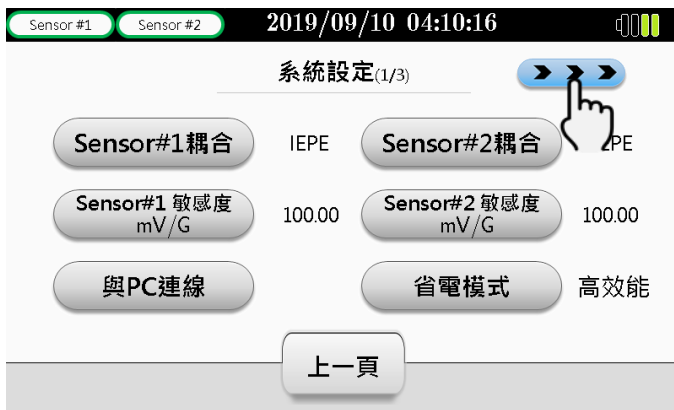 Sensor #1 Sensor #2 2019/09/10 04:10:16
系統設定(1/3)
Sensor#1耦合 IEPE Sensor#2耦合 PE
Sensor#1 敏感度 mV/G 100.00 Sensor#2 敏感度 mV/G 100.00
與PC連線 省電模式 高效能
上一頁